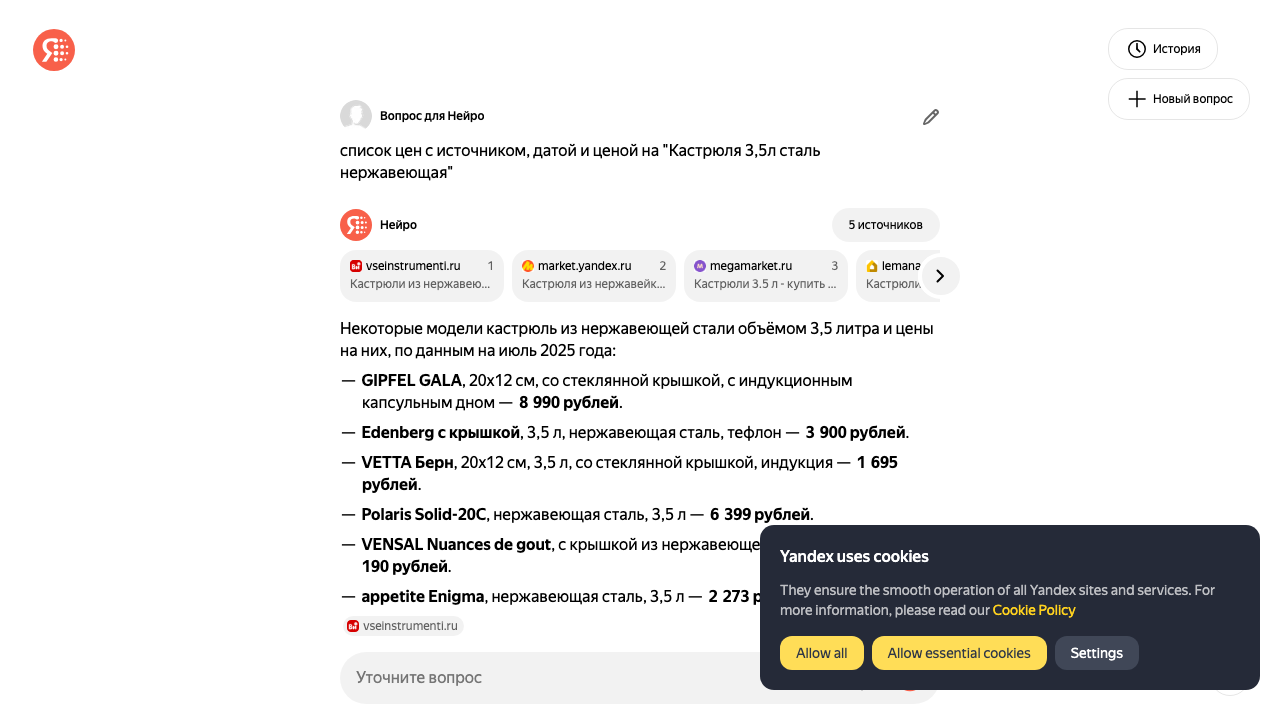 История
Новый вопрос
Вопрос для Нейро
список цен с источником, датой и ценой на "Кастрюля 3,5л сталь
нержавеющая"
Нейро
5 источников
vseinstrumenti.ru 1
Кастрюли из нержавею...
market.yandex.ru 2
Кастрюля из нержавейк...
megamarket.ru 3
Кастрюли 3.5 л - купить ...
lemana
Кастрюли
Некоторые модели кастрюль из нержавеющей стали объёмом 3,5 литра и цены
на них, по данным на июль 2025 года:
— GIPFEL GALA, 20х12 см, со стеклянной крышкой, с индукционным
капсульным дном — 8 990 рублей.
— Edenberg с крышкой, 3,5 л, нержавеющая сталь, тефлон — 3 900 рублей.
— VETTA Берн, 20х12 см, 3,5 л, со стеклянной крышкой, индукция — 1 695
рублей.
— Polaris Solid-20C, нержавеющая сталь, 3,5 л — 6 399 рублей.
— VENSAL Nuances de gout, с крышкой из нержавеюще
190 рублей.
— appetite Enigma, нержавеющая сталь, 3,5 л — 2 273 р
vseinstrumenti.ru
Уточните вопрос
Yandex uses cookies
They ensure the smooth operation of all Yandex sites and services. For
more information, please read our Cookie Policy
Allow all
Allow essential cookies
Settings